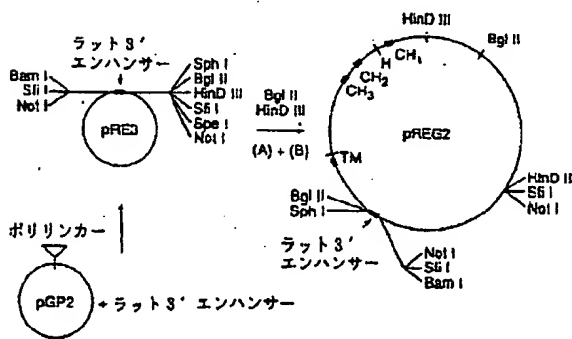 ラット3′
エンハンサー
Bam I
Sfi I
Not I
Sph I
Bgl II
HinD III
Sfi I
Spe I
Not I
pRE3
Bgl II
HinD III
(A) + (B)
HinD III
Bgl II
H
CH1
CH2
CH3
pREG2
TM
Bgl II
Sph I
HinD III
Sfi I
Not I
ラット3′
エンハンサー
Not I
Sfi I
Bam I
ポリリンカー
pGP2
ラット3′ エンハンサー